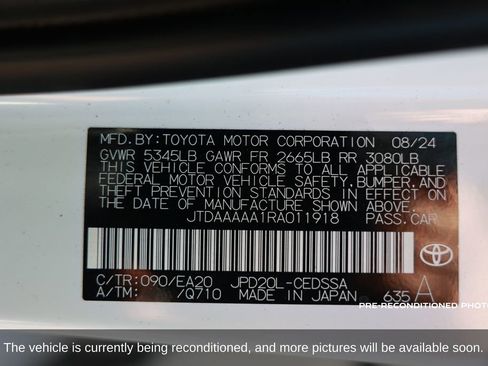 MFD.BY:TOYOTA MOTOR CORPORATION 08/24
GVWR 5345LB GAWR FR 2665LB RR 3080LB
THIS VEHICLE CONFORMS TO ALL APPLICABLE
FEDERAL MOTOR VEHICLE SAFETY,BUMPER,AND
THEFT PREVENTION STANDARDS IN EFFECT ON
THE DATE OF MANUFACTURE SHOWN ABOVE.
JTDAAAAA1RA011918 PASS.CAR
C/TR:090/EA20 JPD20L-CEDSSA
A/TM: /Q710 MADE IN JAPAN 635 A
PRE-RECONDITIONED PHOTO
The vehicle is currently being reconditioned, and more pictures will be available soon.